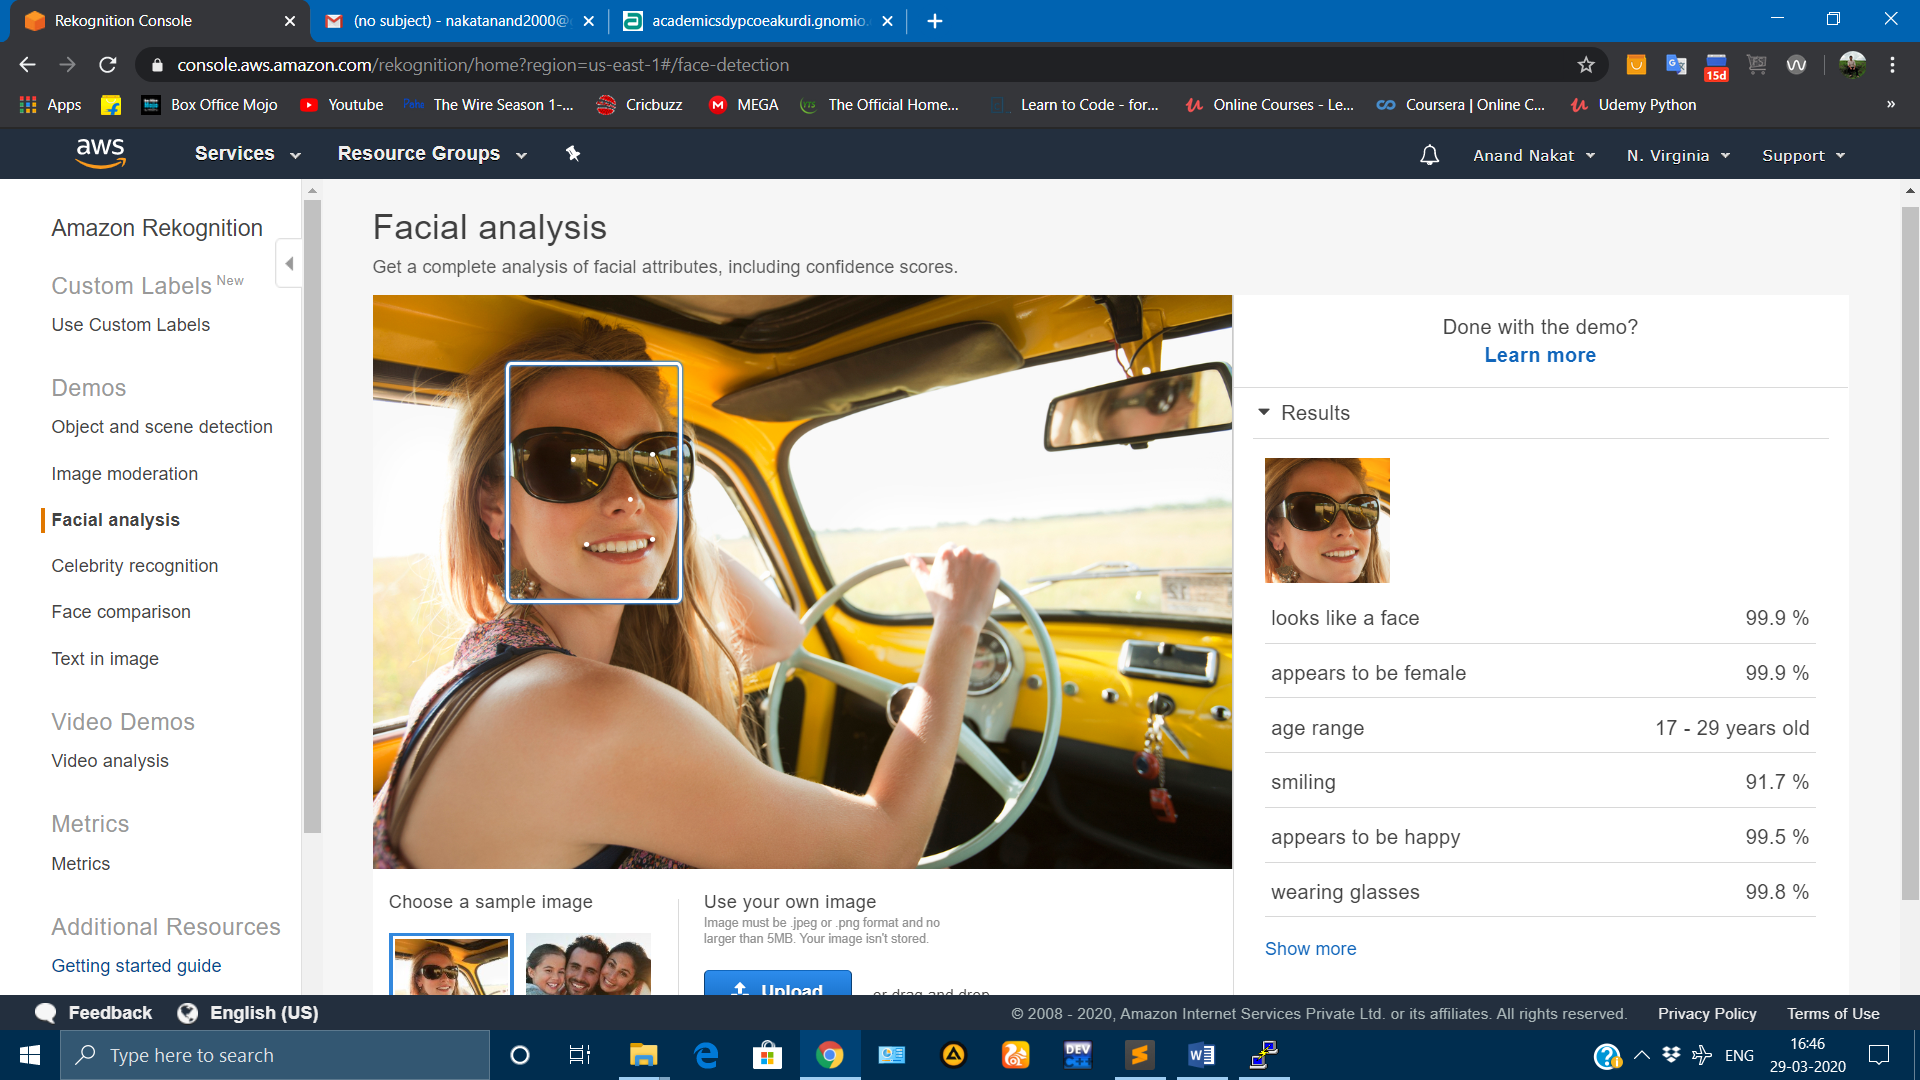 Rekognition Console
(no subject) - nakatanand2000@
academicsdypcoeakurdi.gnomio.
console.aws.amazon.com/rekognition/home?region=us-east-1#/face-detection
15d
Apps
Box Office Mojo
Youtube
The Wire Season 1-...
Cricbuzz
MEGA
The Official Home...
Learn to Code - for...
Online Courses - Le...
Coursera | Online C...
Udemy Python
»
aws
Services
Resource Groups
Anand Nakat
N. Virginia
Support
Amazon Rekognition
Custom Labels New
Use Custom Labels
Demos
Object and scene detection
Image moderation
Facial analysis
Celebrity recognition
Face comparison
Text in image
Video Demos
Video analysis
Metrics
Metrics
Additional Resources
Getting started guide
Facial analysis
Get a complete analysis of facial attributes, including confidence scores.
Choose a sample image
Use your own image
Image must be .jpeg or .png format and no
larger than 5MB. Your image isn't stored.
Upload
or drag and drop
Done with the demo?
Learn more
Results
looks like a face 99.9 %
appears to be female 99.9 %
age range 17 - 29 years old
smiling 91.7 %
appears to be happy 99.5 %
wearing glasses 99.8 %
Show more
Feedback
English (US)
© 2008 - 2020, Amazon Internet Services Private Ltd. or its affiliates. All rights reserved.
Privacy Policy
Terms of Use
Type here to search
DEV
C++
ENG
16:46
29-03-2020